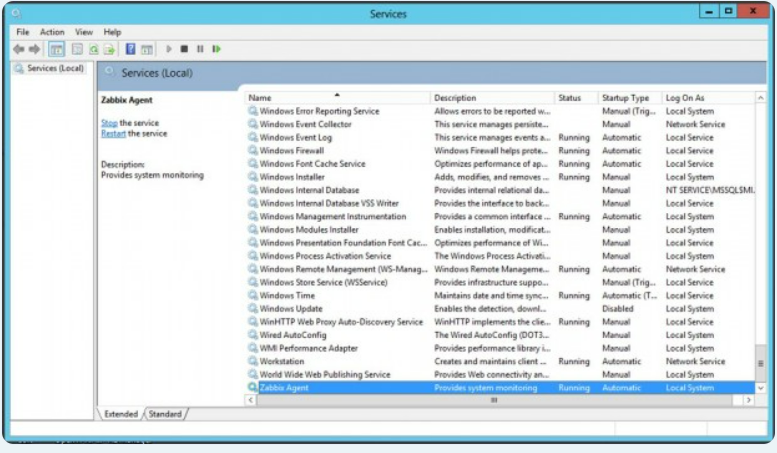 Services
File Action View Help
Services (Local)
Services (Local)
Zabbix Agent
Stop the service
Restart the service
Description:
Provides system monitoring
Name Description Status Startup Type Log On As
Windows Error Reporting Service Allows errors to be reported w... Manual (Trig... Local System
Windows Event Collector This service manages persiste... Manual Network Service
Windows Event Log This service manages events a... Running Automatic Local Service
Windows Firewall Windows Firewall helps prote... Running Automatic Local Service
Windows Font Cache Service Optimizes performance of ap... Running Automatic Local Service
Windows Installer Adds, modifies, and removes ... Running Manual Local System
Windows Internal Database Provides internal relational da... Manual NT SERVICE\MSSQL$MI...
Windows Internal Database VSS Writer Provides the interface to back... Manual Local System
Windows Management Instrumentation Provides a common interface ... Running Automatic Local System
Windows Modules Installer Enables installation, modificat... Manual Local System
Windows Presentation Foundation Font Cac... Optimizes performance of Wi... Manual Local Service
Windows Process Activation Service The Windows Process Activati... Manual Local System
Windows Remote Management (WS-Manag... Windows Remote Manageme... Running Automatic Network Service
Windows Store Service (WSService) Provides infrastructure suppo... Manual (Trig... Local Service
Windows Time Maintains date and time sync... Running Automatic (T... Local Service
Windows Update Enables the detection, downl... Disabled Local System
WinHTTP Web Proxy Auto-Discovery Service WinHTTP implements the clie... Running Manual Local Service
Wired AutoConfig The Wired AutoConfig (DOT3... Manual Local System
WMI Performance Adapter Provides performance library i... Manual Local System
Workstation Creates and maintains client ... Running Automatic Network Service
World Wide Web Publishing Service Provides Web connectivity an... Manual Local System
Zabbix Agent Provides system monitoring Running Automatic Local System
Extended Standard